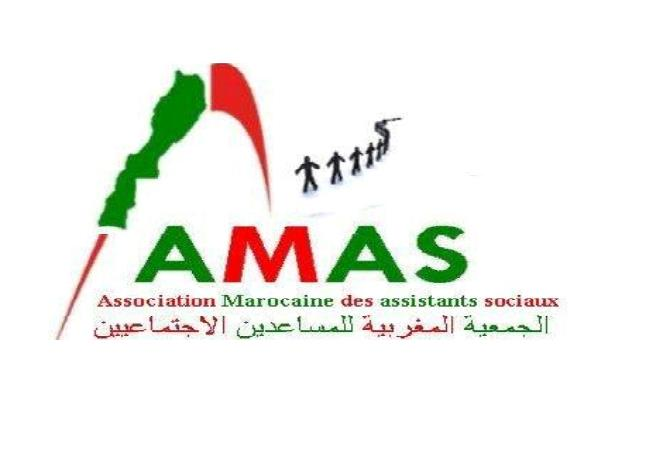 AMAS
Association Marocaine des assistants sociaux
الجمعية المغربية للمساعدين الاجتماعيين